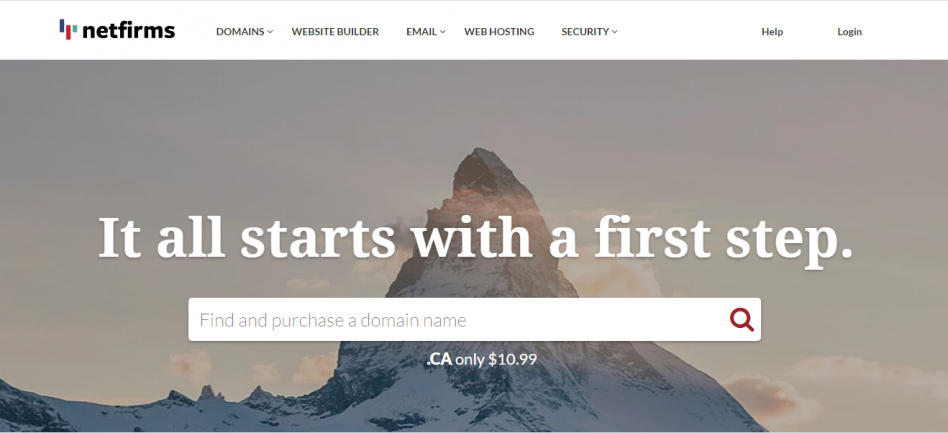 netfirms
DOMAINS WEBSITE BUILDER EMAIL WEB HOSTING SECURITY Help Login
It all starts with a first step.
Find and purchase a domain name
.CA only $10.99